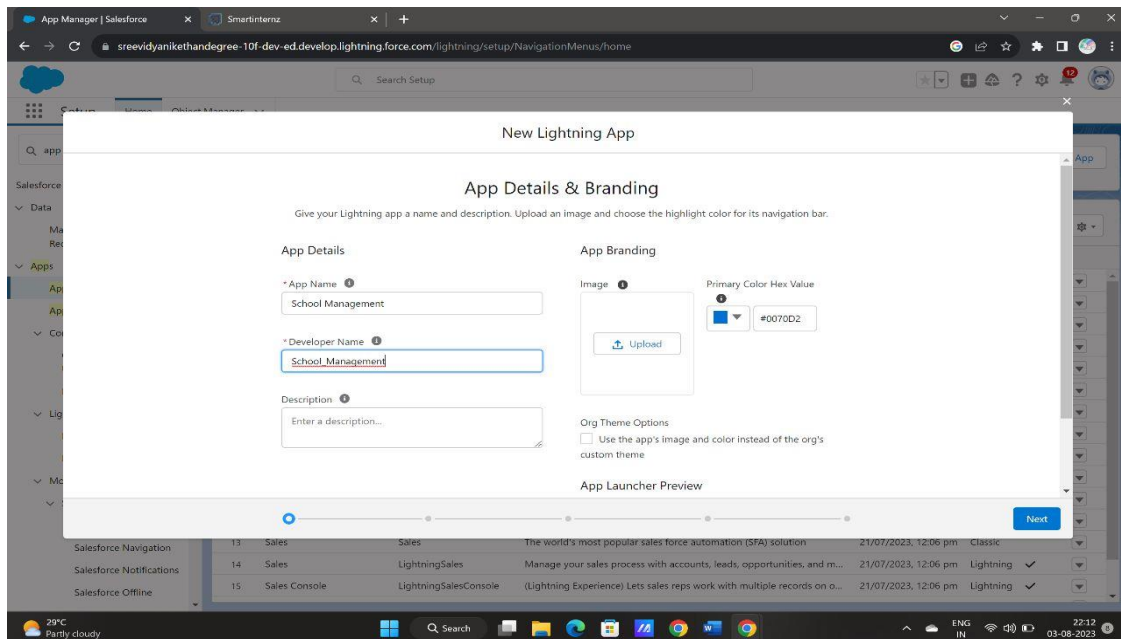 App Manager | Salesforce
Smartinternz
sreevidyanikethandegree-10f-dev-ed.develop.lightning.force.com/lightning/setup/NavigationMenus/home
Search Setup
12
Setup Home Object Manager
New Lightning App
app
App
App Details & Branding
Salesforce
Give your Lightning app a name and description. Upload an image and choose the highlight color for its navigation bar.
Data
App Details
App Branding
Apps
* App Name
Image
Primary Color Hex Value
School Management
#0070D2
Upload
* Developer Name
School_Management
Description
Enter a description...
Org Theme Options
Use the app's image and color instead of the org's
custom theme
App Launcher Preview
Next
Salesforce Navigation
13 Sales Sales The world's most popular sales force automation (SFA) solution 21/07/2023, 12:06 pm Classic
Salesforce Notifications
14 Sales LightningSales Manage your sales process with accounts, leads, opportunities, and m... 21/07/2023, 12:06 pm Lightning
Salesforce Offline
15 Sales Console LightningSalesConsole (Lightning Experience) Lets sales reps work with multiple records on o... 21/07/2023, 12:06 pm Lightning
29°C
Partly cloudy
Search
ENG
IN
22:12
03-08-2023